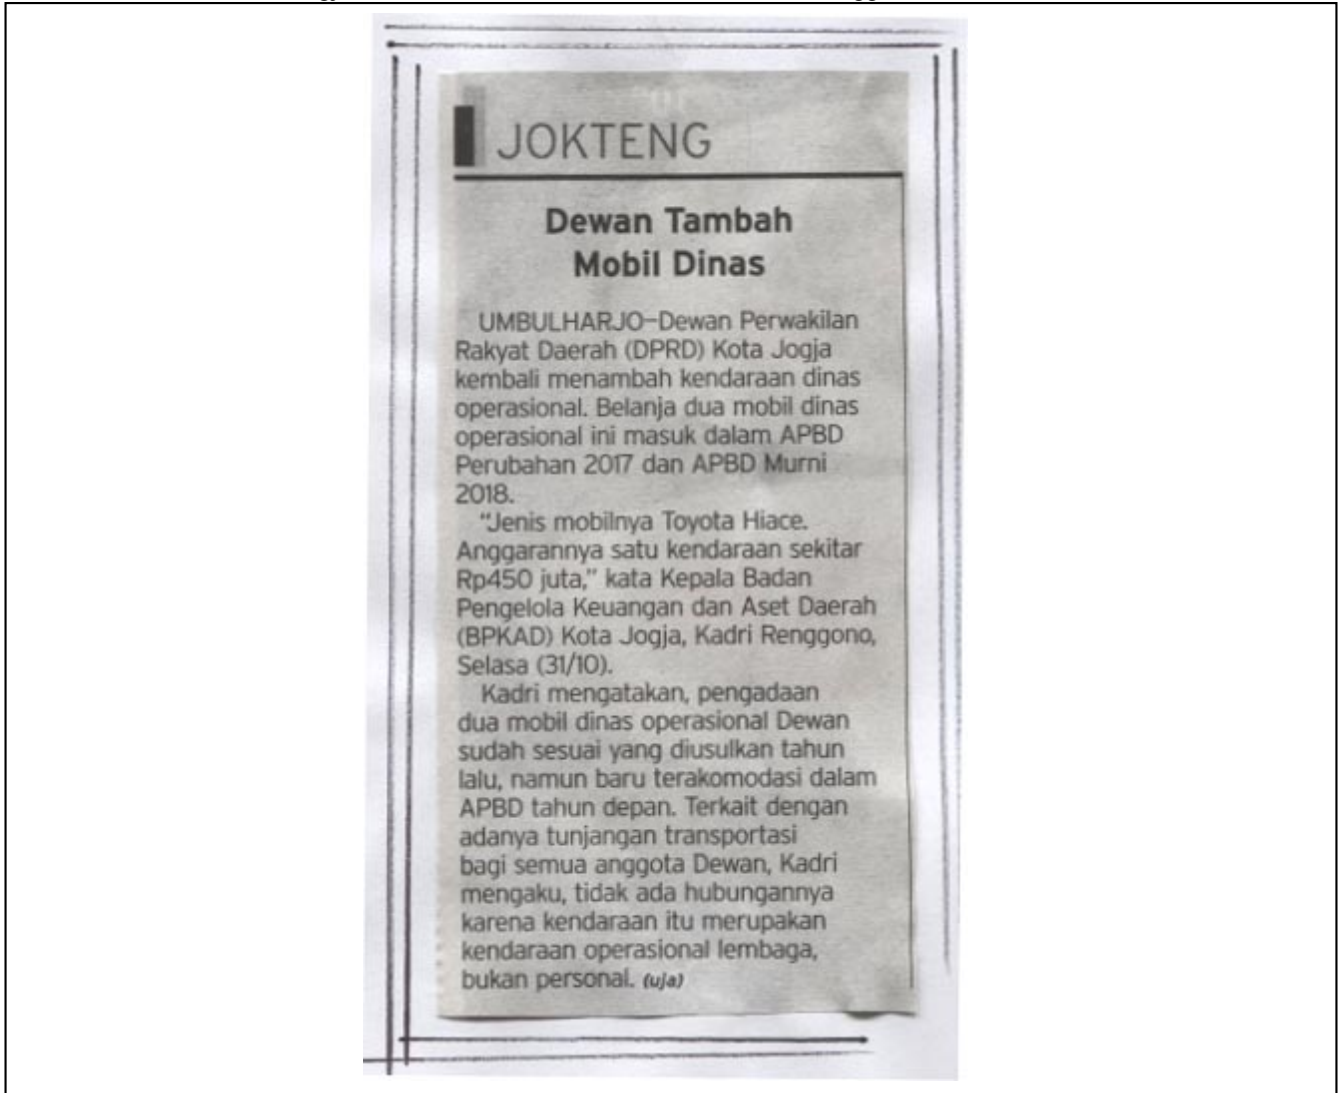 JOKTENG
Dewan Tambah
Mobil Dinas
UMBULHARJO–Dewan Perwakilan
Rakyat Daerah (DPRD) Kota Jogja
kembali menambah kendaraan dinas
operasional. Belanja dua mobil dinas
operasional ini masuk dalam APBD
Perubahan 2017 dan APBD Murni
2018.
“Jenis mobilnya Toyota Hiace.
Anggarannya satu kendaraan sekitar
Rp450 juta,” kata Kepala Badan
Pengelola Keuangan dan Aset Daerah
(BPKAD) Kota Jogja, Kadri Renggono,
Selasa (31/10).
Kadri mengatakan, pengadaan
dua mobil dinas operasional Dewan
sudah sesuai yang diusulkan tahun
lalu, namun baru terakomodasi dalam
APBD tahun depan. Terkait dengan
adanya tunjangan transportasi
bagi semua anggota Dewan, Kadri
mengaku, tidak ada hubungannya
karena kendaraan itu merupakan
kendaraan operasional lembaga,
bukan personal. (uja)